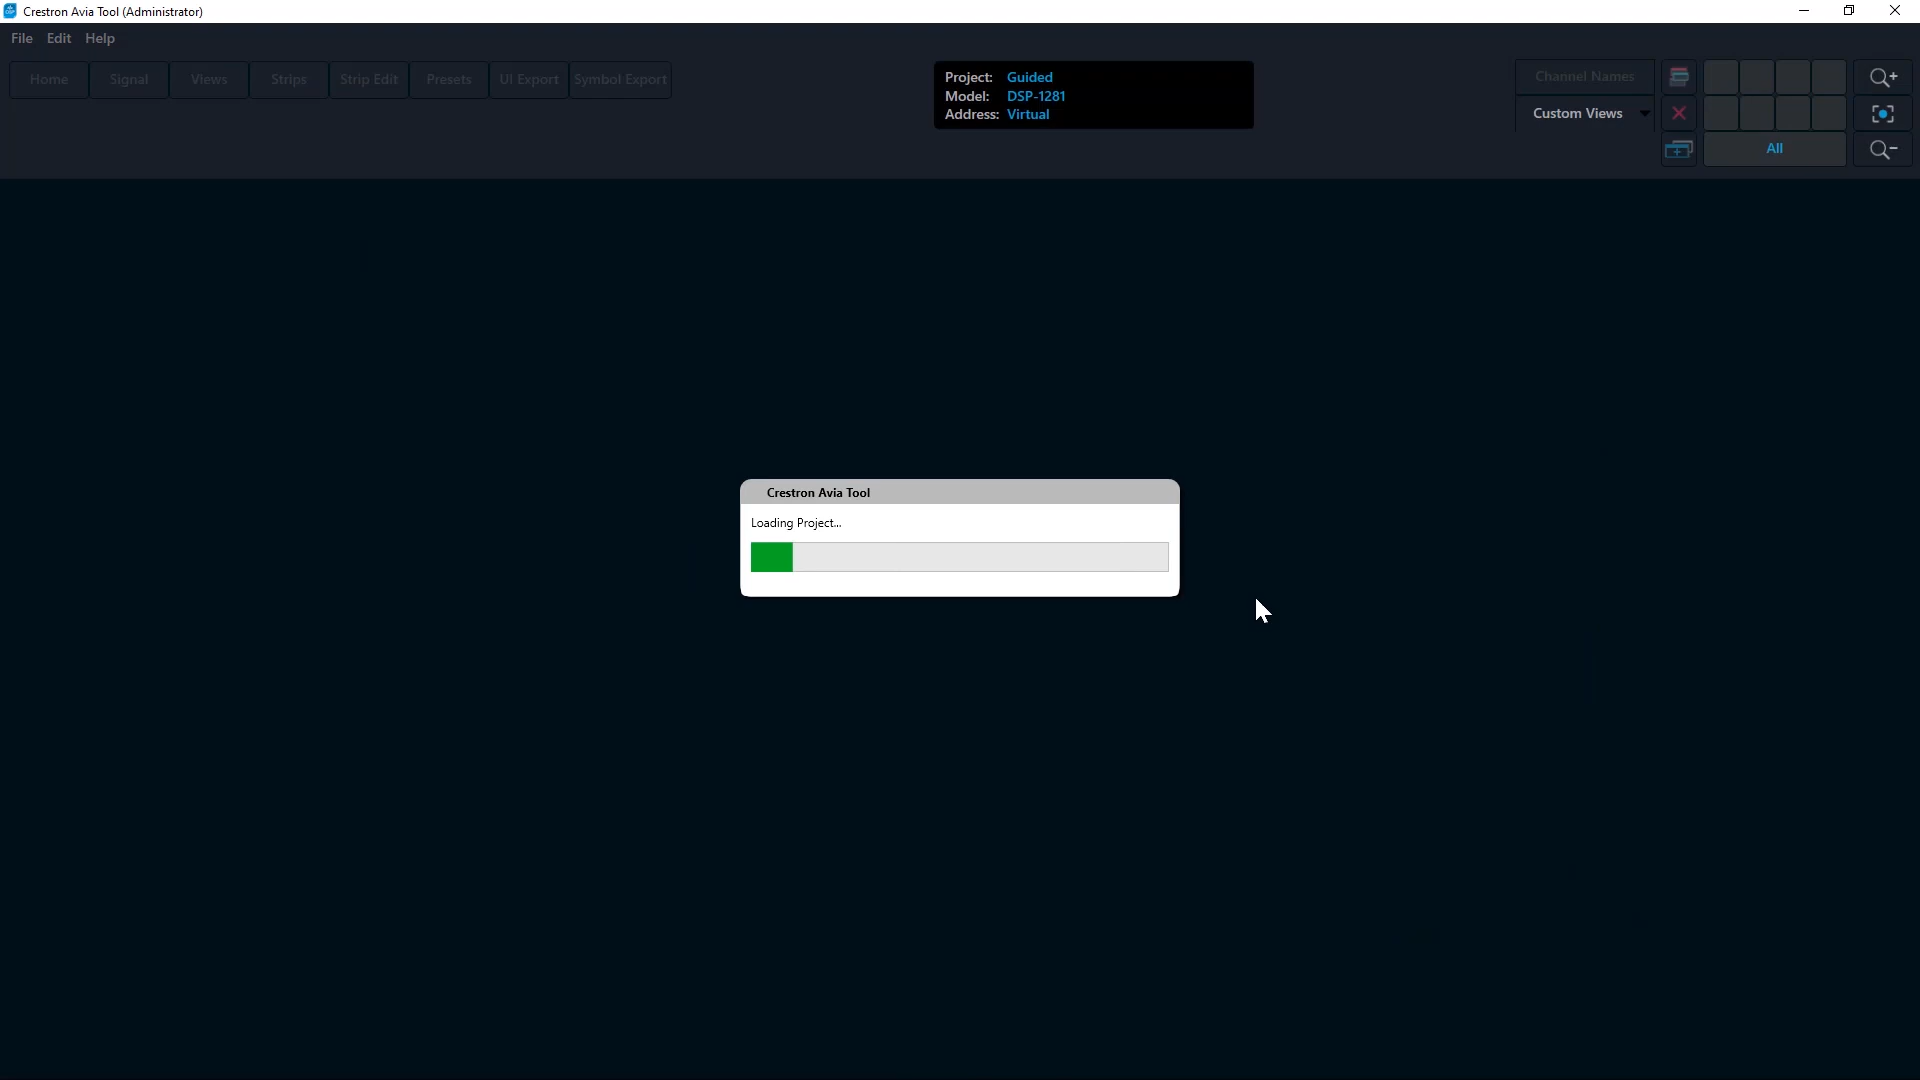 Crestron Avia Tool (Administrator)
File Edit Help
Home Signal Views Strips Strip Edit Presets UI Export Symbol Export
Project: Guided
Model: DSP-1281
Address: Virtual
Channel Names
Custom Views
All
Crestron Avia Tool
Loading Project...